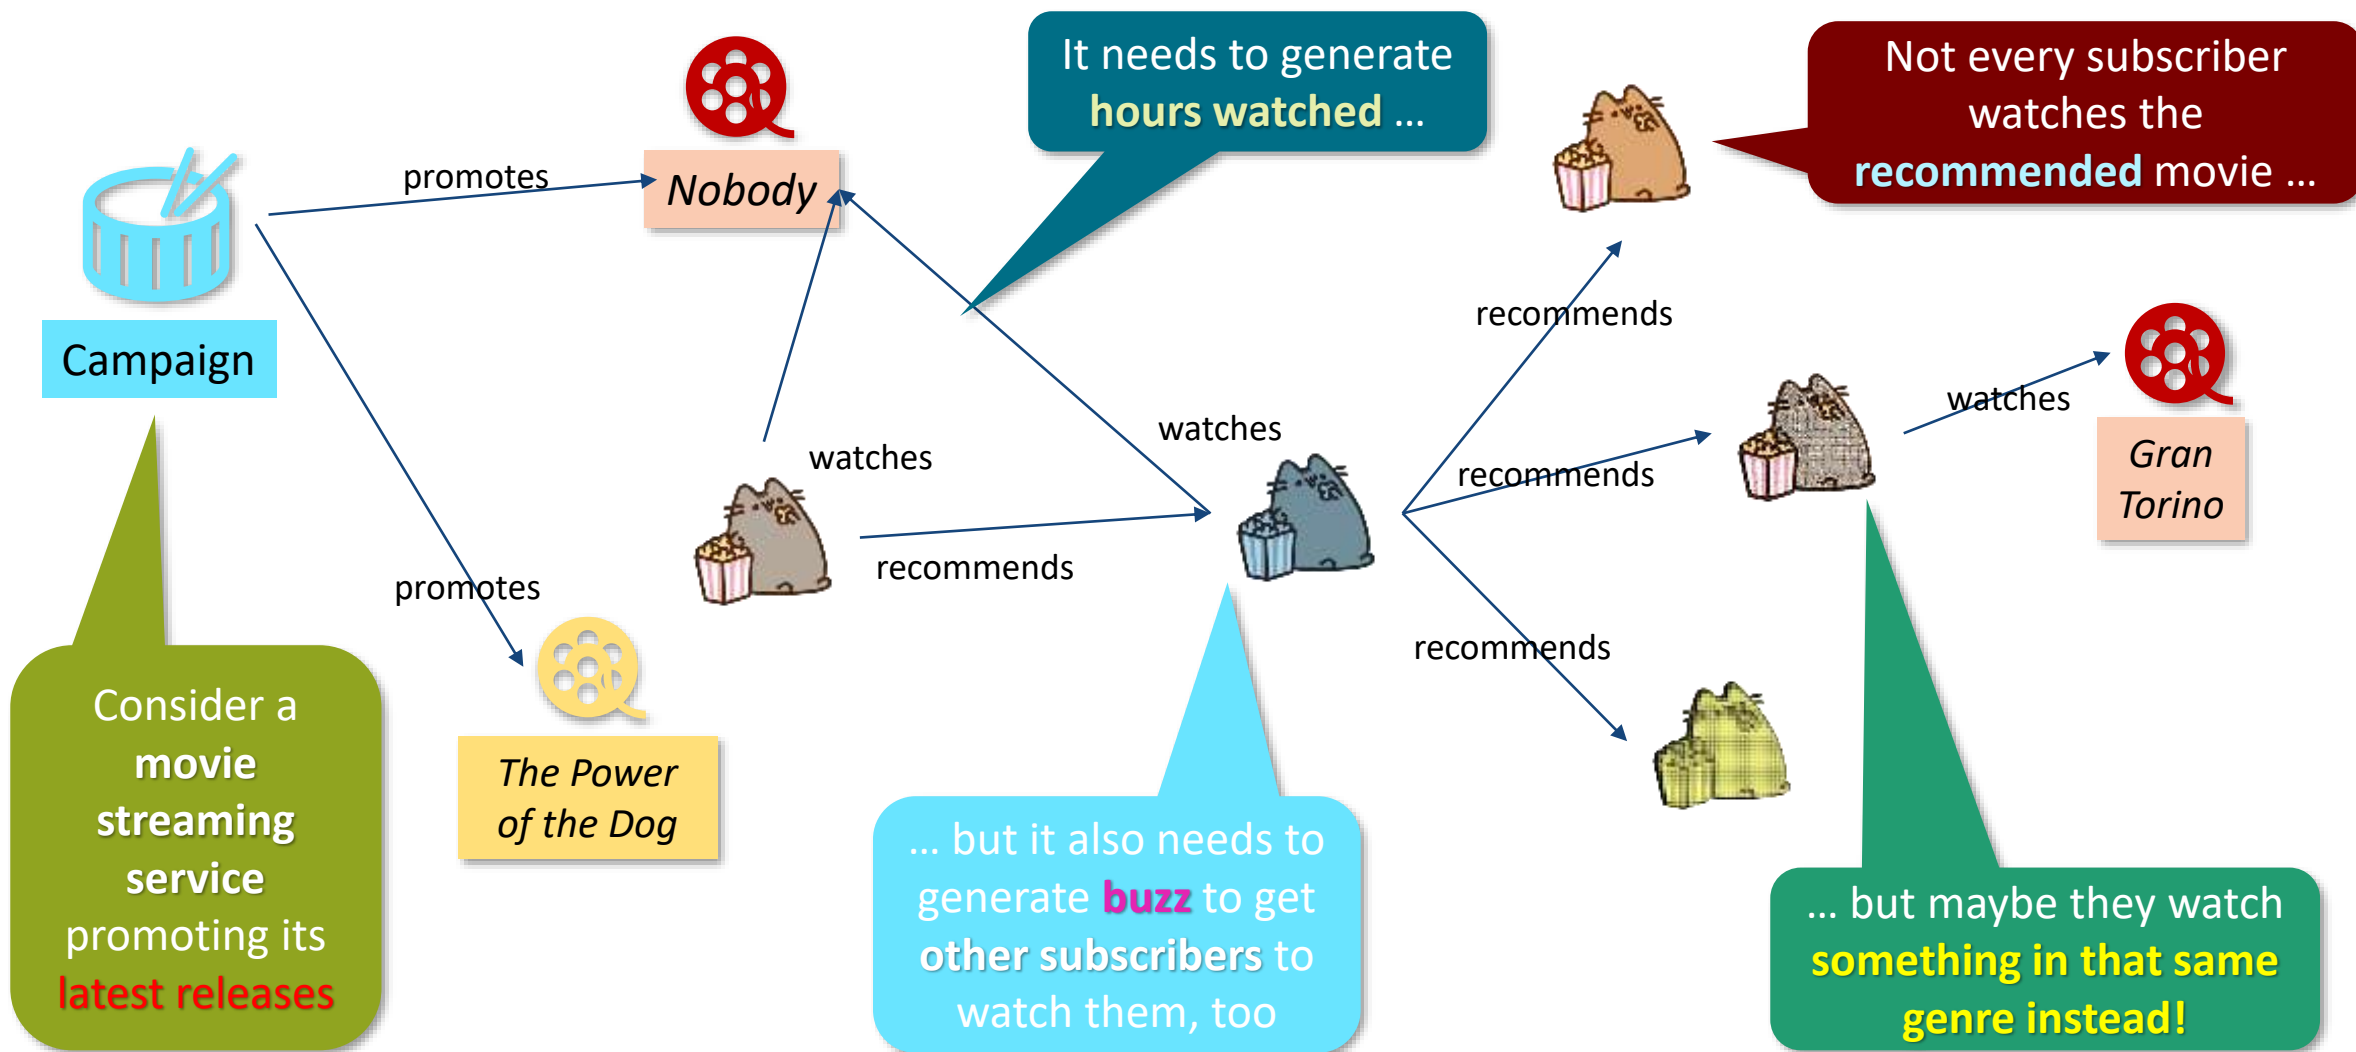 It needs to generate
hours watched ...
Not every subscriber
watches the
recommended movie ...
promotes
Nobody
recommends
Campaign
watches
Gran
Torino
watches
watches
recommends
recommends
promotes
recommends
Consider a
movie
streaming
service
promoting its
latest releases
The Power
of the Dog
... but it also needs to
generate buzz to get
other subscribers to
watch them, too
... but maybe they watch
something in that same
genre instead!